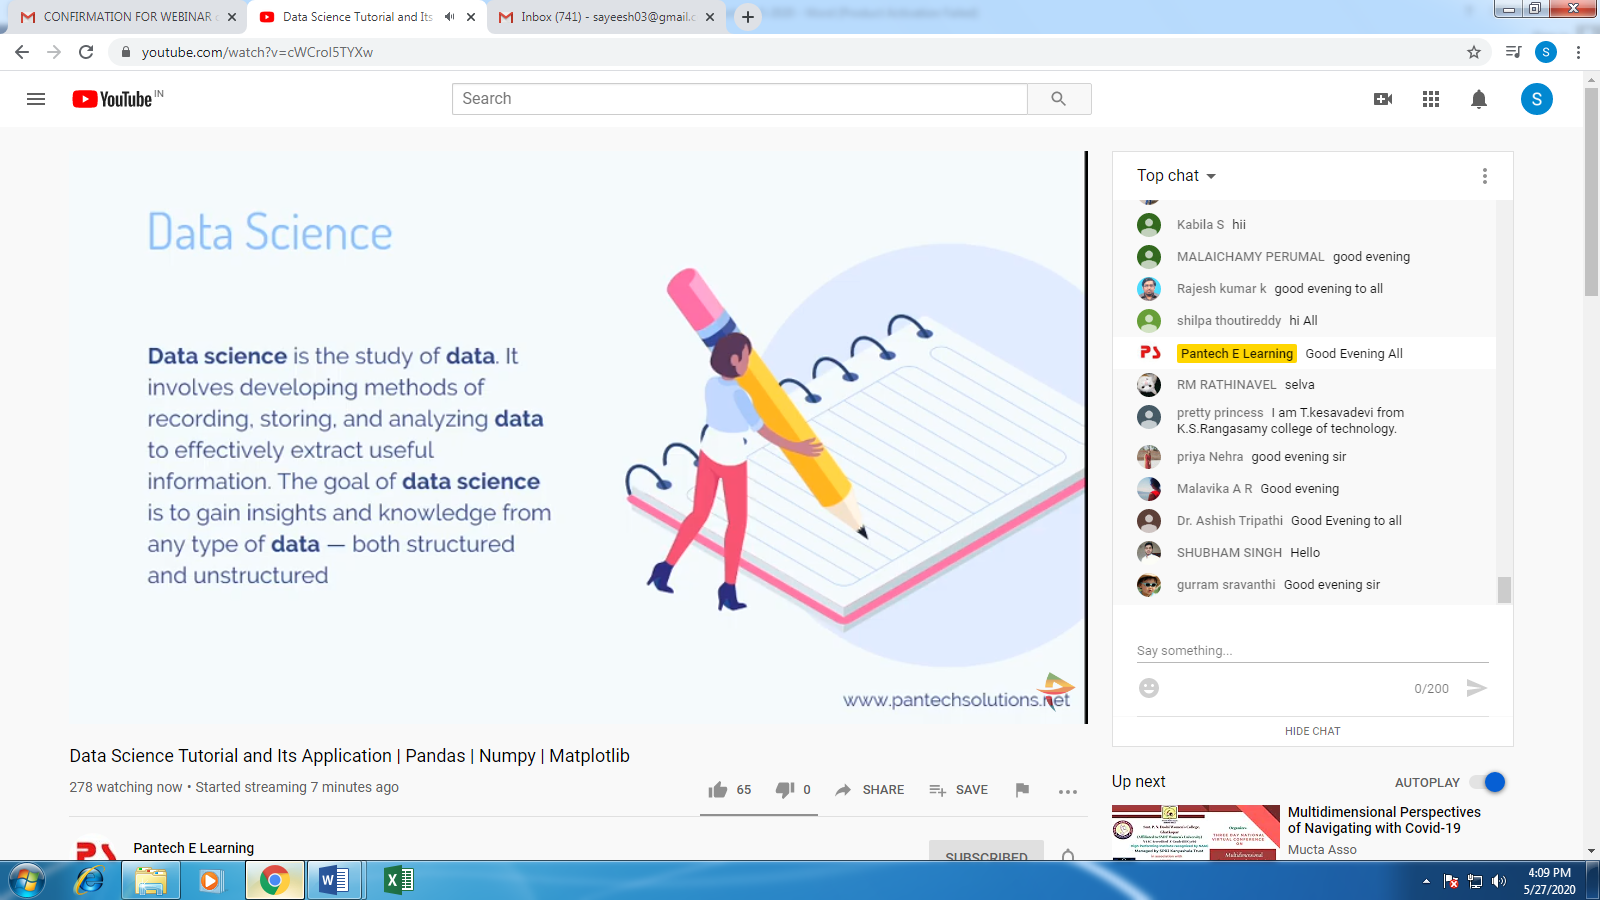 CONFIRMATION FOR WEBINAR
Data Science Tutorial and Its
Inbox (741) - sayeesh03@gmail.c
youtube.com/watch?v=cWCrol5TYXw
S
YouTube IN
Search
S
Data Science
Data science is the study of data. It
involves developing methods of
recording, storing, and analyzing data
to effectively extract useful
information. The goal of data science
is to gain insights and knowledge from
any type of data — both structured
and unstructured
www.pantechsolutions.net
Top chat
Kabila S hii
MALAICHAMY PERUMAL good evening
Rajesh kumar k good evening to all
shilpa thoutireddy hi All
PS Pantech E Learning Good Evening All
RM RATHINAVEL selva
pretty princess I am T.kesavadevi from
K.S.Rangasamy college of technology.
priya Nehra good evening sir
Malavika A R Good evening
Dr. Ashish Tripathi Good Evening to all
SHUBHAM SINGH Hello
gurram sravanthi Good evening sir
Say something...
0/200
HIDE CHAT
Data Science Tutorial and Its Application | Pandas | Numpy | Matplotlib
278 watching now • Started streaming 7 minutes ago
65 0 SHARE SAVE
Pantech E Learning
SUBSCRIBED
Up next
AUTOPLAY
Multidimensional Perspectives
of Navigating with Covid-19
Mucta Asso
THREE DAY NATIONAL
VIRTUAL CONFERENCE
ON
Multidimensional
4:09 PM
5/27/2020